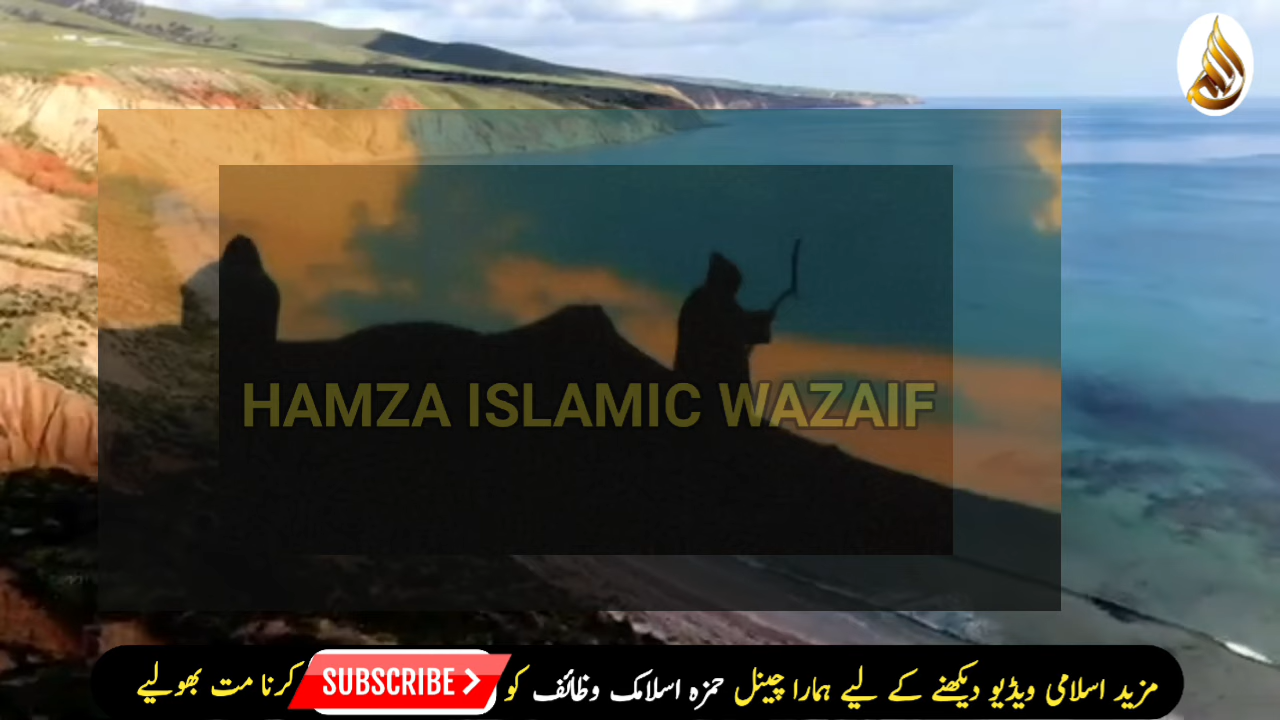 HAMZA ISLAMIC WAZAIF
مزید اسلامی ویڈیو دیکھنے کے لیے ہمارا چینل حمزہ اسلامک وظائف کو SUBSCRIBE کرنا مت بھولیے